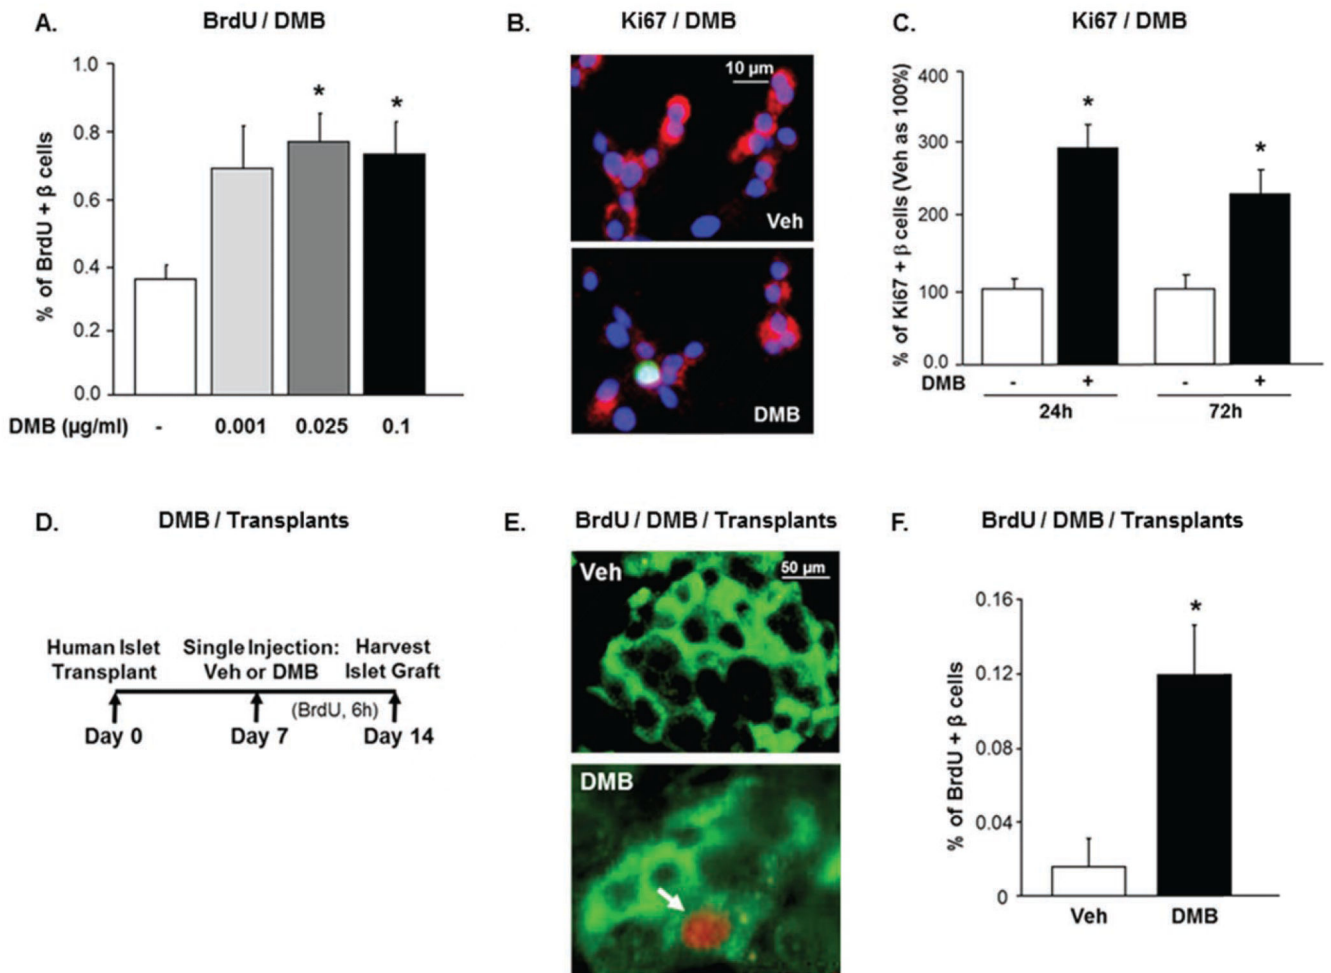 A.
BrdU / DMB
% of BrdU + β cells
1.0
0.8
0.6
0.4
0.2
0.0
*
*
DMB (µg/ml) - 0.001 0.025 0.1
B.
Ki67 / DMB
10 µm
Veh
DMB
C.
Ki67 / DMB
% of Ki67 + β cells (Veh as 100%)
400
300
200
100
0.0
*
*
DMB - + - +
24h 72h
D.
DMB / Transplants
Human Islet Transplant
Single Injection: Veh or DMB
Harvest Islet Graft
(BrdU, 6h)
Day 0 Day 7 Day 14
E.
BrdU / DMB / Transplants
Veh
50 µm
DMB
F.
BrdU / DMB / Transplants
% of BrdU + β cells
0.16
0.12
0.08
0.04
0
*
Veh DMB